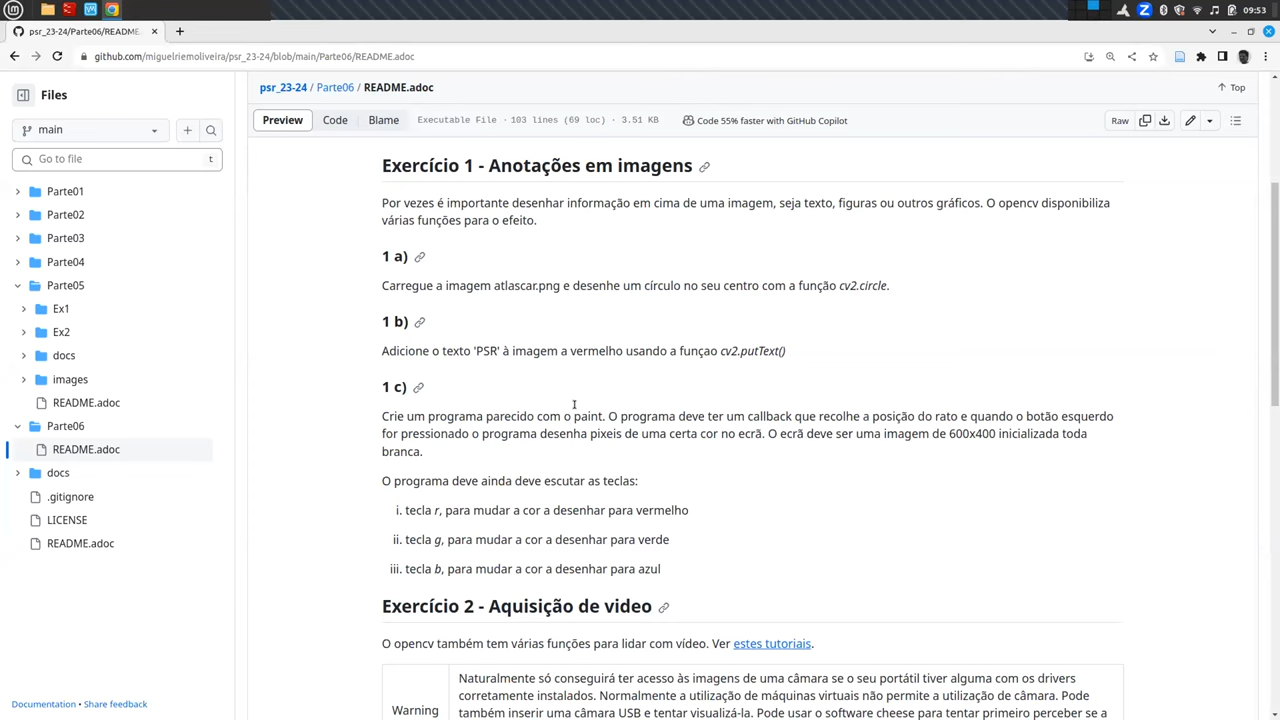 09:53
psr_23-24/Parte06/README.
github.com/miguelriemoliveira/psr_23-24/blob/main/Parte06/README.adoc
Files
main
Go to file
t
Parte01
Parte02
Parte03
Parte04
Parte05
Ex1
Ex2
docs
images
README.adoc
Parte06
README.adoc
docs
.gitignore
LICENSE
README.adoc
Documentation • Share feedback
psr_23-24 / Parte06 / README.adoc
Top
Preview
Code
Blame
Executable File · 103 lines (69 loc) · 3.51 KB
Code 55% faster with GitHub Copilot
Raw
Exercício 1 - Anotações em imagens
Por vezes é importante desenhar informação em cima de uma imagem, seja texto, figuras ou outros gráficos. O opencv disponibiliza
várias funções para o efeito.
1 a)
Carregue a imagem atlascar.png e desenhe um círculo no seu centro com a função cv2.circle.
1 b)
Adicione o texto 'PSR' à imagem a vermelho usando a funçao cv2.putText()
1 c)
Crie um programa parecido com o paint. O programa deve ter um callback que recolhe a posição do rato e quando o botão esquerdo
for pressionado o programa desenha pixeis de uma certa cor no ecrã. O ecrã deve ser uma imagem de 600x400 inicializada toda
branca.
O programa deve ainda deve escutar as teclas:
i. tecla r, para mudar a cor a desenhar para vermelho
ii. tecla g, para mudar a cor a desenhar para verde
iii. tecla b, para mudar a cor a desenhar para azul
Exercício 2 - Aquisição de video
O opencv também tem várias funções para lidar com vídeo. Ver estes tutoriais.
Warning
Naturalmente só conseguirá ter acesso às imagens de uma câmara se o seu portátil tiver alguma com os drivers
corretamente instalados. Normalmente a utilização de máquinas virtuais não permite a utilização de câmara. Pode
também inserir uma câmara USB e tentar visualizá-la. Pode usar o software cheese para tentar primeiro perceber se a